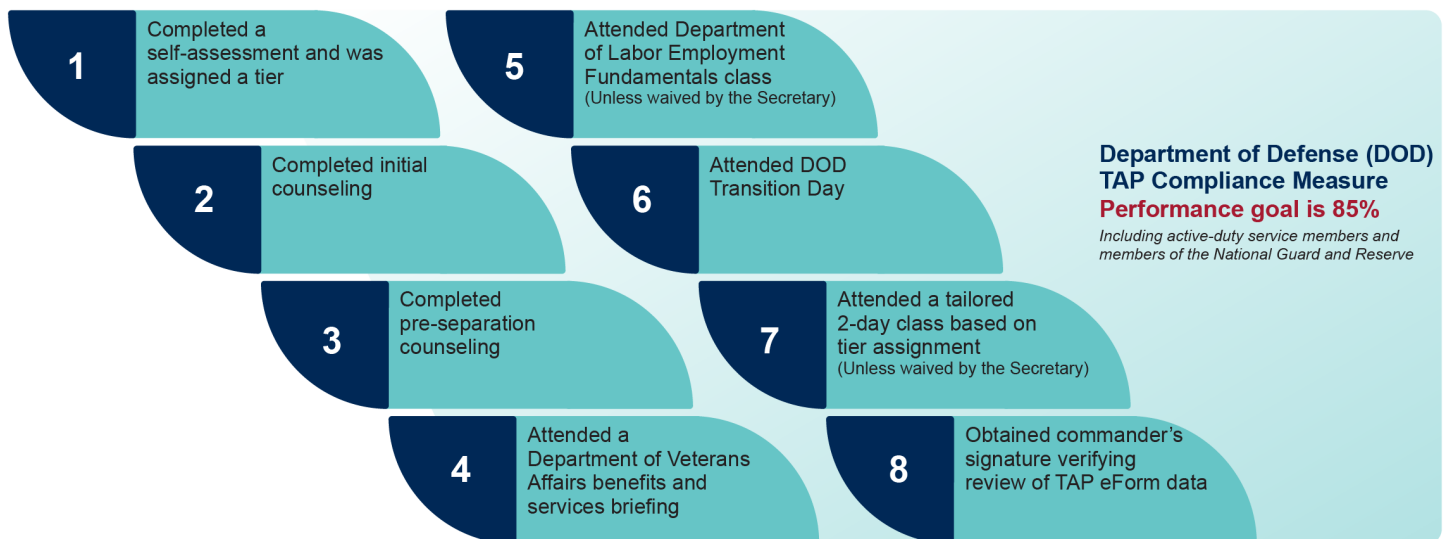 1
Completed a
self-assessment and was
assigned a tier
2
Completed initial
counseling
3
Completed
pre-separation
counseling
4
Attended a
Department of Veterans
Affairs benefits and
services briefing
5
Attended Department
of Labor Employment
Fundamentals class
(Unless waived by the Secretary)
6
Attended DOD
Transition Day
7
Attended a tailored
2-day class based on
tier assignment
(Unless waived by the Secretary)
8
Obtained commander’s
signature verifying
review of TAP eForm data
Department of Defense (DOD)
TAP Compliance Measure
Performance goal is 85%
Including active-duty service members and
members of the National Guard and Reserve